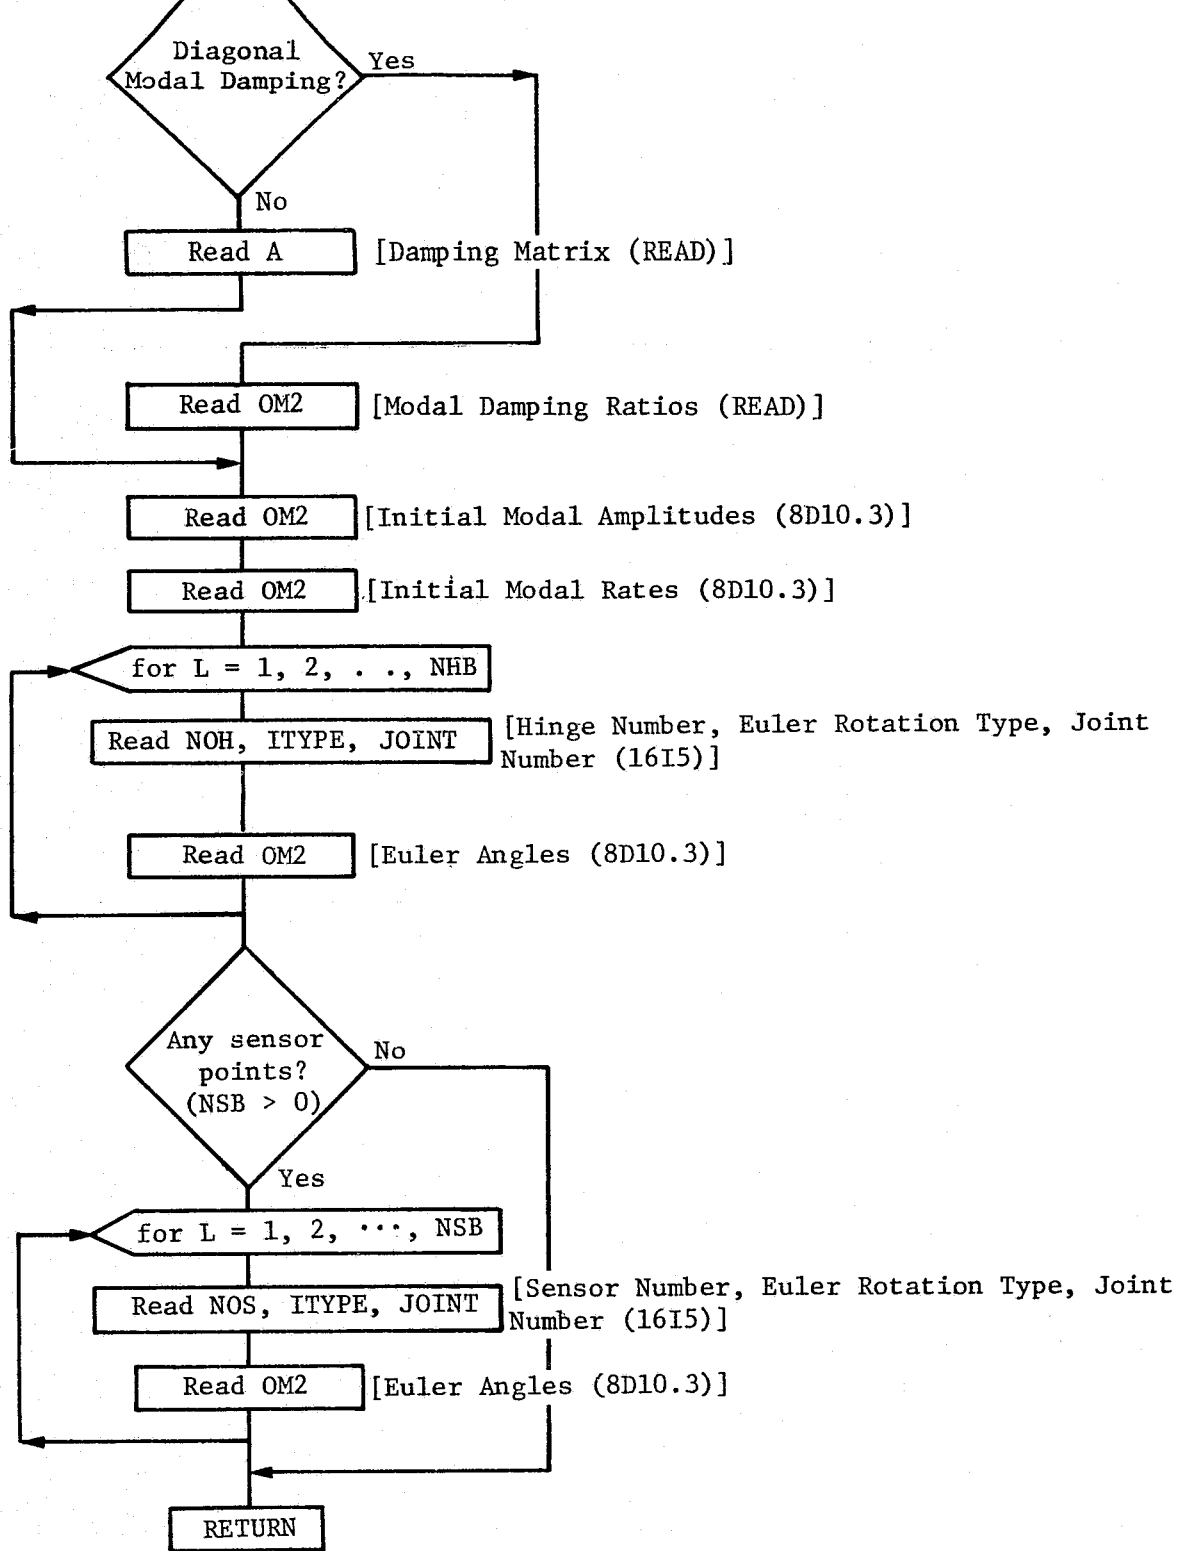 Diagonal
Modal Damping?
Yes
No
Read A
[Damping Matrix (READ)]
Read OM2
[Modal Damping Ratios (READ)]
Read OM2
[Initial Modal Amplitudes (8D10.3)]
Read OM2
[Initial Modal Rates (8D10.3)]
for L = 1, 2, . ., NHB
Read NOH, ITYPE, JOINT
[Hinge Number, Euler Rotation Type, Joint
Number (16I5)]
Read OM2
[Euler Angles (8D10.3)]
Any sensor
points?
(NSB > 0)
No
Yes
for L = 1, 2, ···, NSB
Read NOS, ITYPE, JOINT
[Sensor Number, Euler Rotation Type, Joint
Number (16I5)]
Read OM2
[Euler Angles (8D10.3)]
RETURN